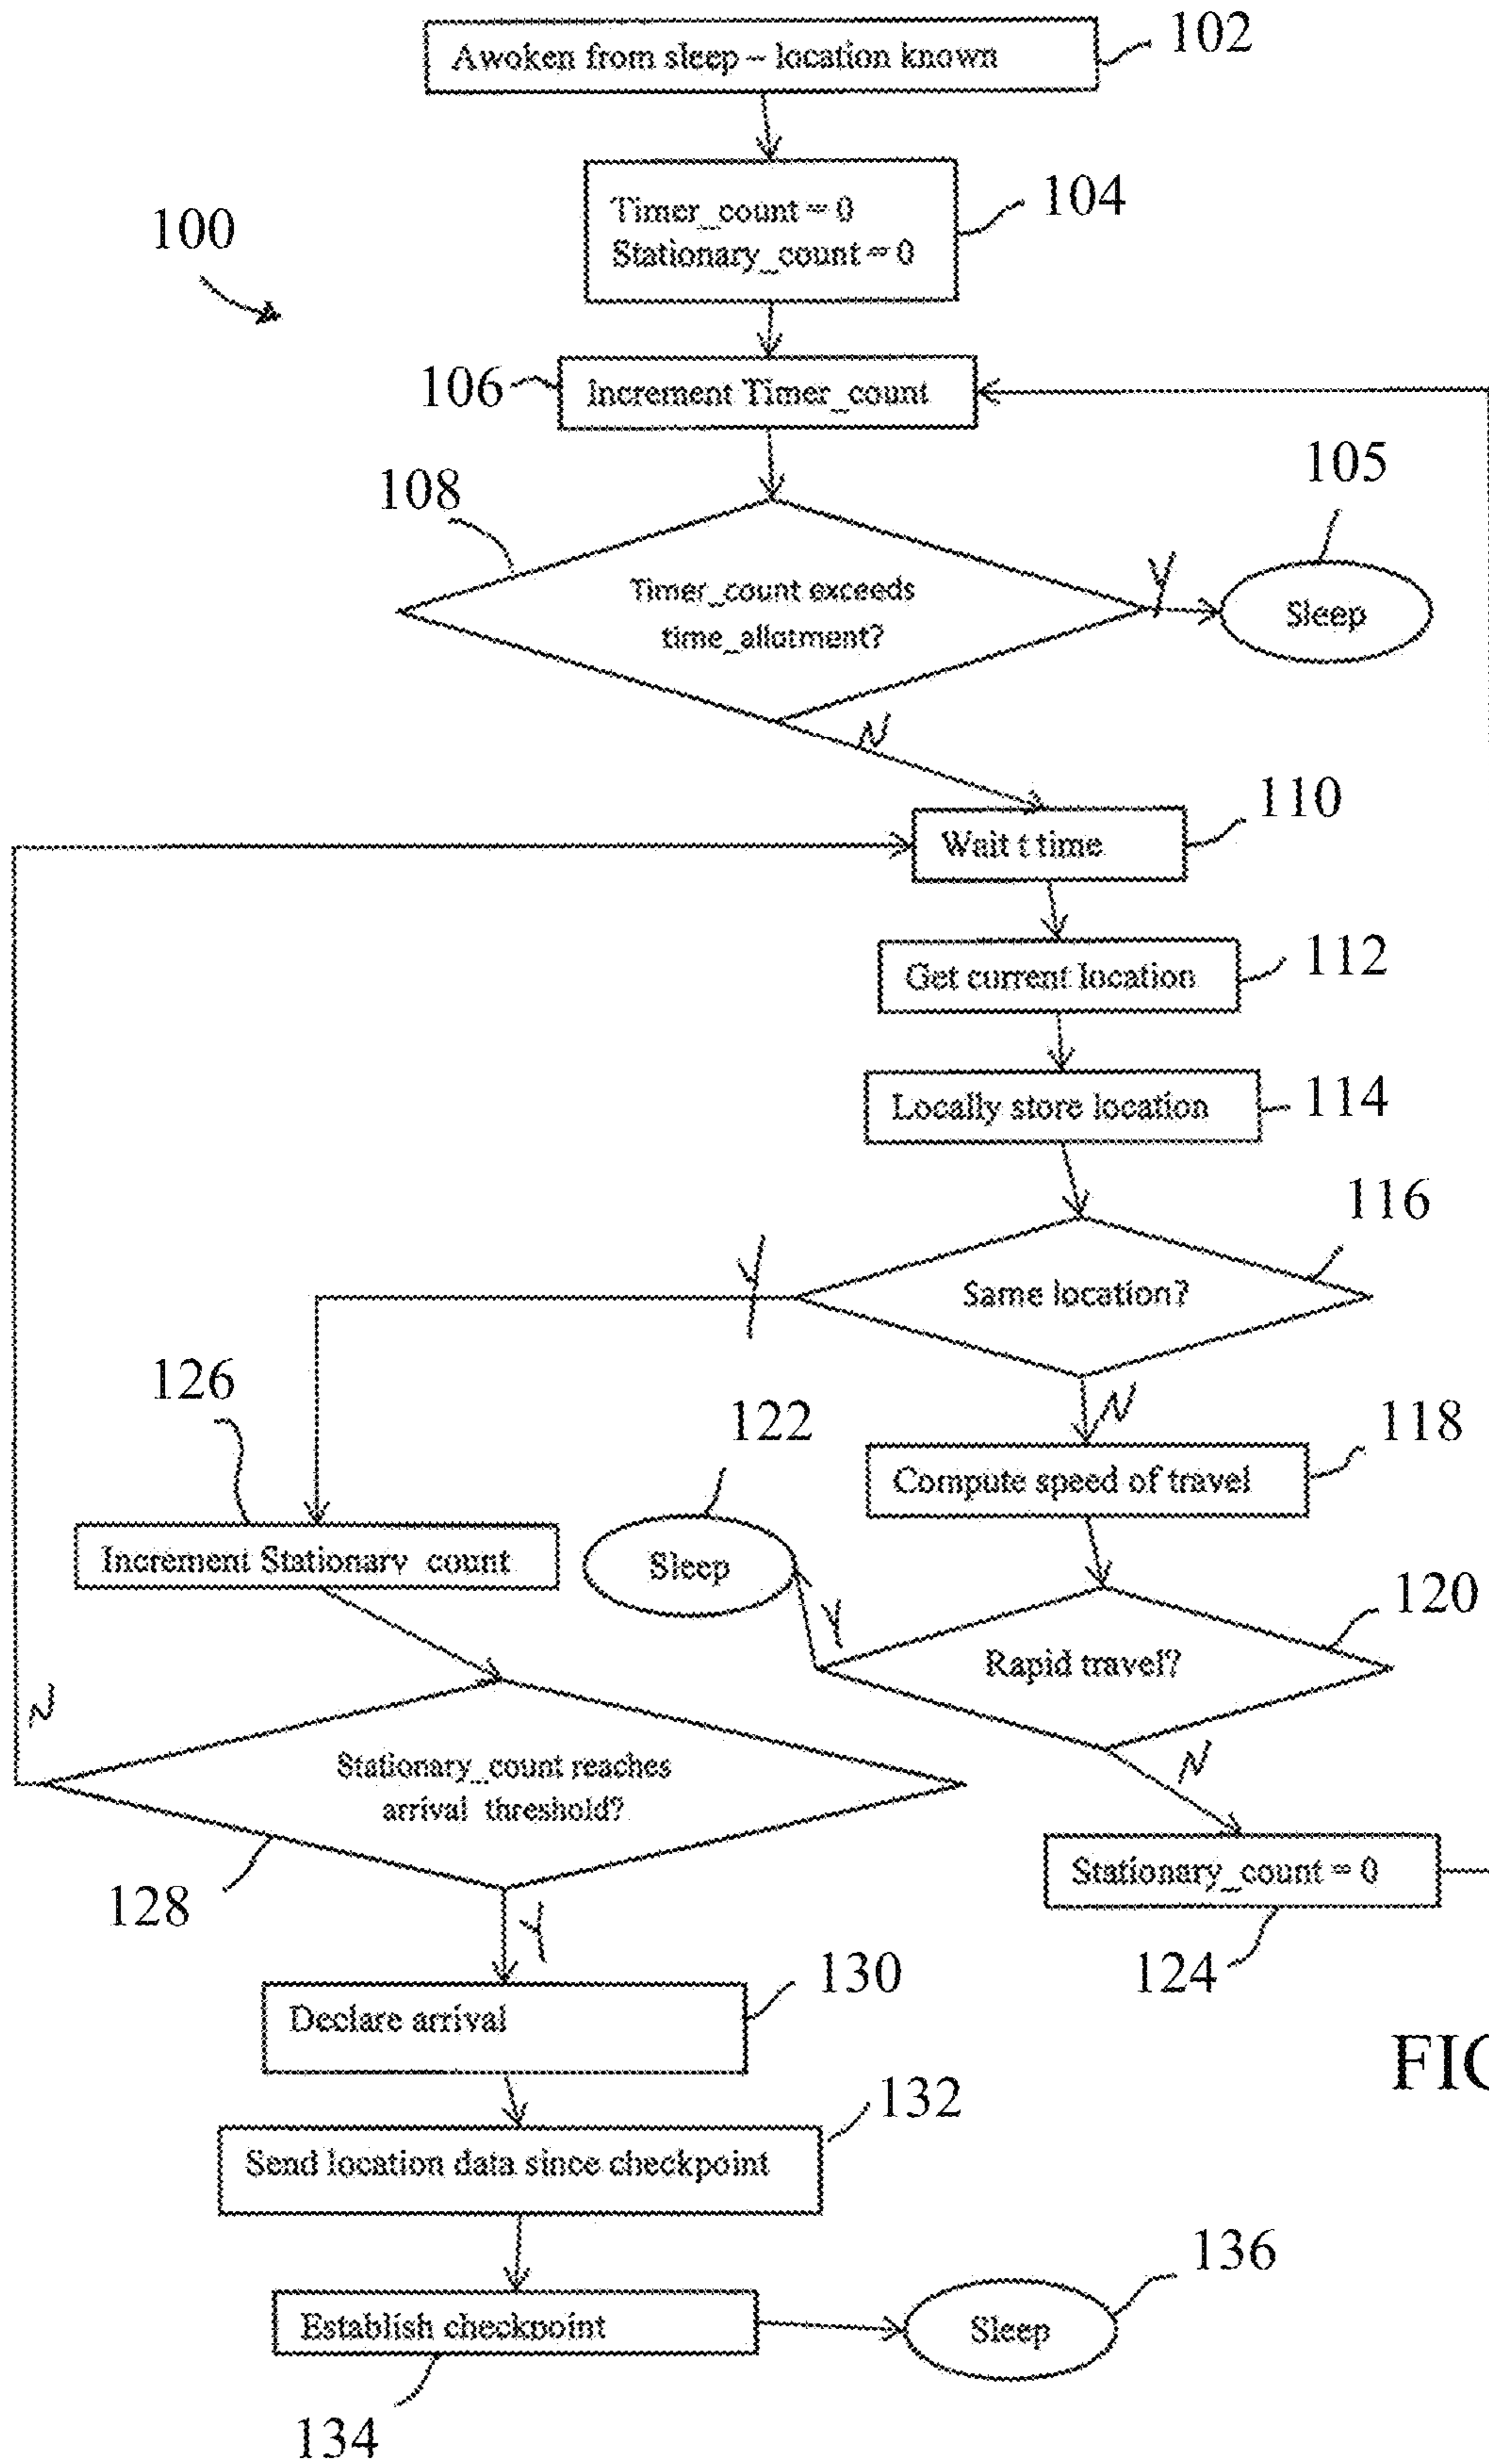 Awoken from sleep – location known
102
Timer_count = 0
Stationary_count = 0
104
100
106
Increment Timer_count
108
105
Timer_count exceeds
time_allotment?
Y
Sleep
N
110
Wait t time
Get current location
112
Locally store location
114
116
Same location?
Y
N
126
122
118
Compute speed of travel
Increment Stationary_count
Sleep
Y
120
Rapid travel?
N
N
Stationary_count reaches
arrival threshold?
128
Stationary_count = 0
124
Y
130
Declare arrival
FIG
132
Send location data since checkpoint
136
Establish checkpoint
Sleep
134